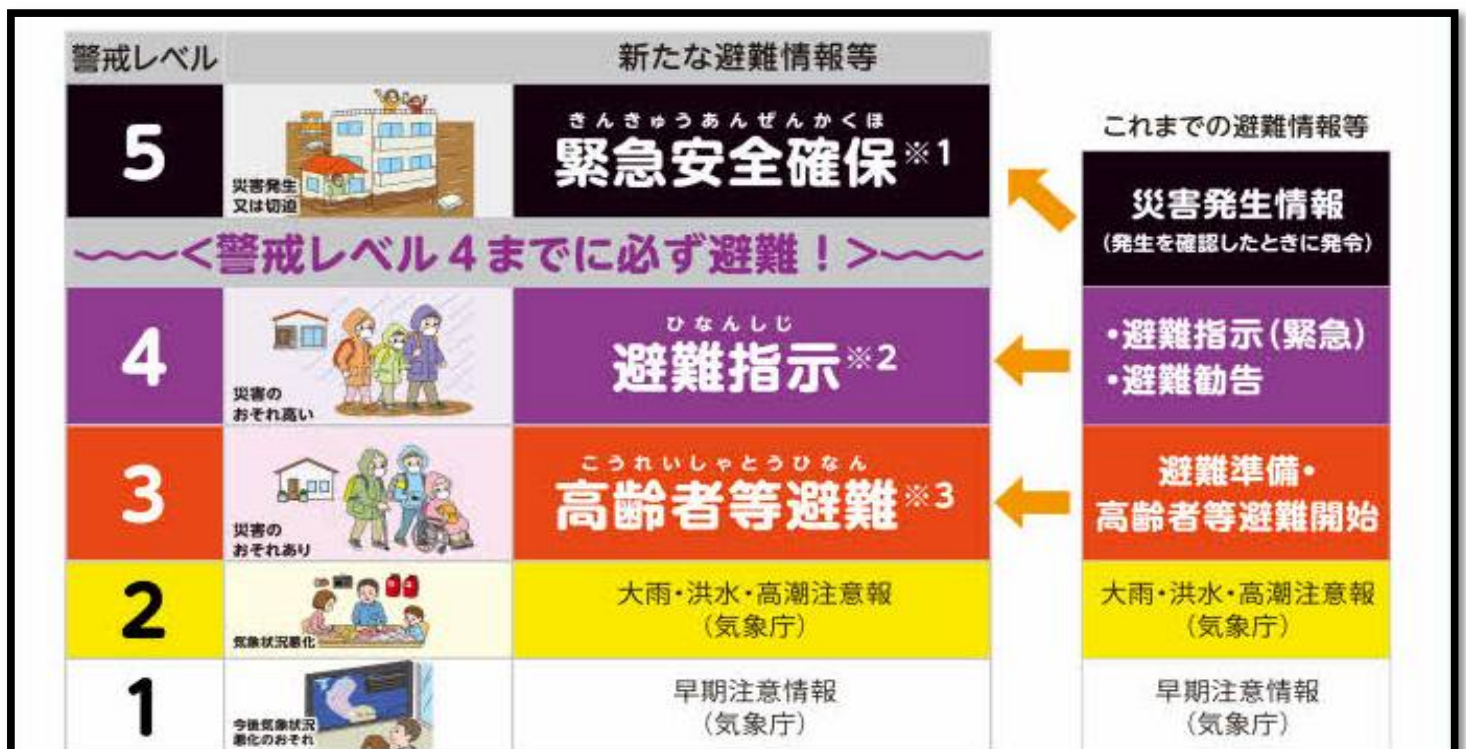 警戒レベル
新たな避難情報等
5
災害発生
又は切迫
きんきゅうあんぜんかくほ
緊急安全確保※1
～～～<警戒レベル4までに必ず避難！>～～～
4
災害の
おそれ高い
ひなんしじ
避難指示※2
3
災害の
おそれあり
こうれいしゃとうひなん
高齢者等避難※3
2
気象状況悪化
大雨・洪水・高潮注意報
（気象庁）
1
今後気象状況
悪化のおそれ
早期注意情報
（気象庁）
これまでの避難情報等
災害発生情報
（発生を確認したときに発令）
・避難指示（緊急）
・避難勧告
避難準備・
高齢者等避難開始
大雨・洪水・高潮注意報
（気象庁）
早期注意情報
（気象庁）